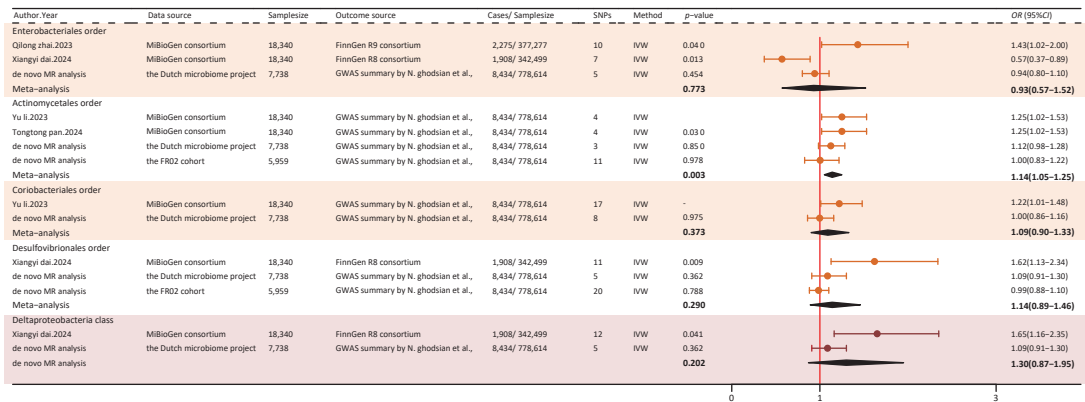 Author.Year Data source Samplesize Outcome source Cases/ Samplesize SNPs Method p−value OR (95%CI)
Enterobacteriales order
Qilong zhai.2023 MiBioGen consortium 18,340 FinnGen R9 consortium 2,275/ 377,277 10 IVW 0.04 0 1.43(1.02−2.00)
Xiangyi dai.2024 MiBioGen consortium 18,340 FinnGen R8 consortium 1,908/ 342,499 7 IVW 0.013 0.57(0.37−0.89)
de novo MR analysis the Dutch microbiome project 7,738 GWAS summary by N. ghodsian et al., 8,434/ 778,614 5 IVW 0.454 0.94(0.80−1.10)
Meta−analysis 0.773 0.93(0.57−1.52)
Actinomycetales order
Yu li.2023 MiBioGen consortium 18,340 GWAS summary by N. ghodsian et al., 8,434/ 778,614 4 IVW 1.25(1.02−1.53)
Tongtong pan.2024 MiBioGen consortium 18,340 GWAS summary by N. ghodsian et al., 8,434/ 778,614 4 IVW 0.03 0 1.25(1.02−1.53)
de novo MR analysis the Dutch microbiome project 7,738 GWAS summary by N. ghodsian et al., 8,434/ 778,614 3 IVW 0.85 0 1.12(0.98−1.28)
de novo MR analysis the FR02 cohort 5,959 GWAS summary by N. ghodsian et al., 8,434/ 778,614 11 IVW 0.978 1.00(0.83−1.22)
Meta−analysis 0.003 1.14(1.05−1.25)
Coriobacteriales order
Yu li.2023 MiBioGen consortium 18,340 GWAS summary by N. ghodsian et al., 8,434/ 778,614 17 IVW - 1.22(1.01−1.48)
de novo MR analysis the Dutch microbiome project 7,738 GWAS summary by N. ghodsian et al., 8,434/ 778,614 8 IVW 0.975 1.00(0.86−1.16)
Meta−analysis 0.373 1.09(0.90−1.33)
Desulfovibrionales order
Xiangyi dai.2024 MiBioGen consortium 18,340 FinnGen R8 consortium 1,908/ 342,499 11 IVW 0.009 1.62(1.13−2.34)
de novo MR analysis the Dutch microbiome project 7,738 GWAS summary by N. ghodsian et al., 8,434/ 778,614 5 IVW 0.362 1.09(0.91−1.30)
de novo MR analysis the FR02 cohort 5,959 GWAS summary by N. ghodsian et al., 8,434/ 778,614 20 IVW 0.788 0.99(0.88−1.10)
Meta−analysis 0.290 1.14(0.89−1.46)
Deltaproteobacteria class
Xiangyi dai.2024 MiBioGen consortium 18,340 FinnGen R8 consortium 1,908/ 342,499 12 IVW 0.041 1.65(1.16−2.35)
de novo MR analysis the Dutch microbiome project 7,738 GWAS summary by N. ghodsian et al., 8,434/ 778,614 5 IVW 0.362 1.09(0.91−1.30)
de novo MR analysis 0.202 1.30(0.87−1.95)
0 1 3